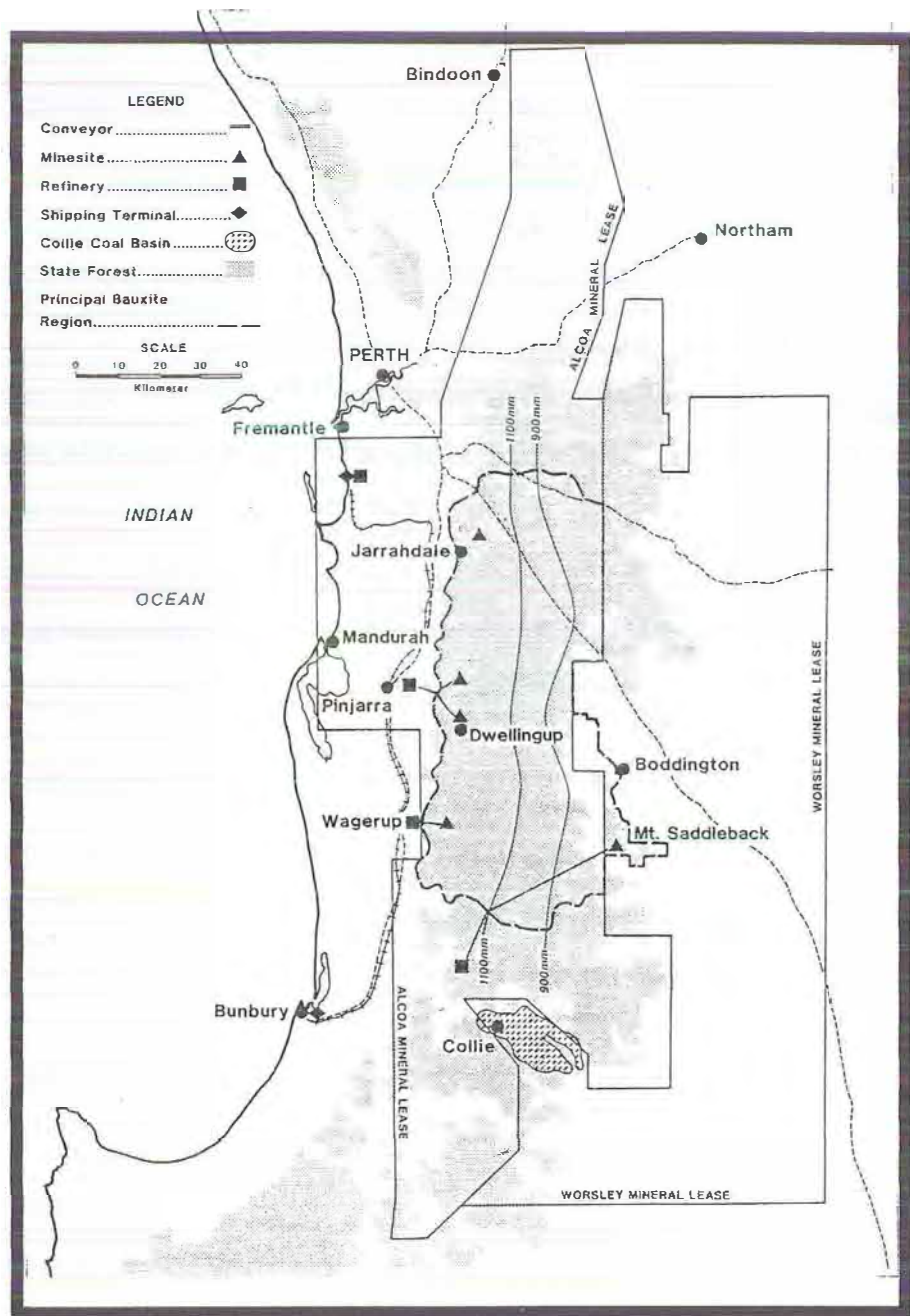 Bindoon
LEGEND
Conveyor
Minesite
Refinery
Shipping Terminal
Collie Coal Basin
State Forest
Principal Bauxite
Region
SCALE
0 10 20 30 40
Kilometer
Northam
ALCOA MINERAL LEASE
PERTH
Fremantle
1100mm
900mm
INDIAN
OCEAN
Jarrahdale
Mandurah
Pinjarra
Dwellingup
Boddington
WORSLEY MINERAL LEASE
Wagerup
Mt. Saddleback
1100mm
900mm
Bunbury
ALCOA MINERAL LEASE
Collie
WORSLEY MINERAL LEASE